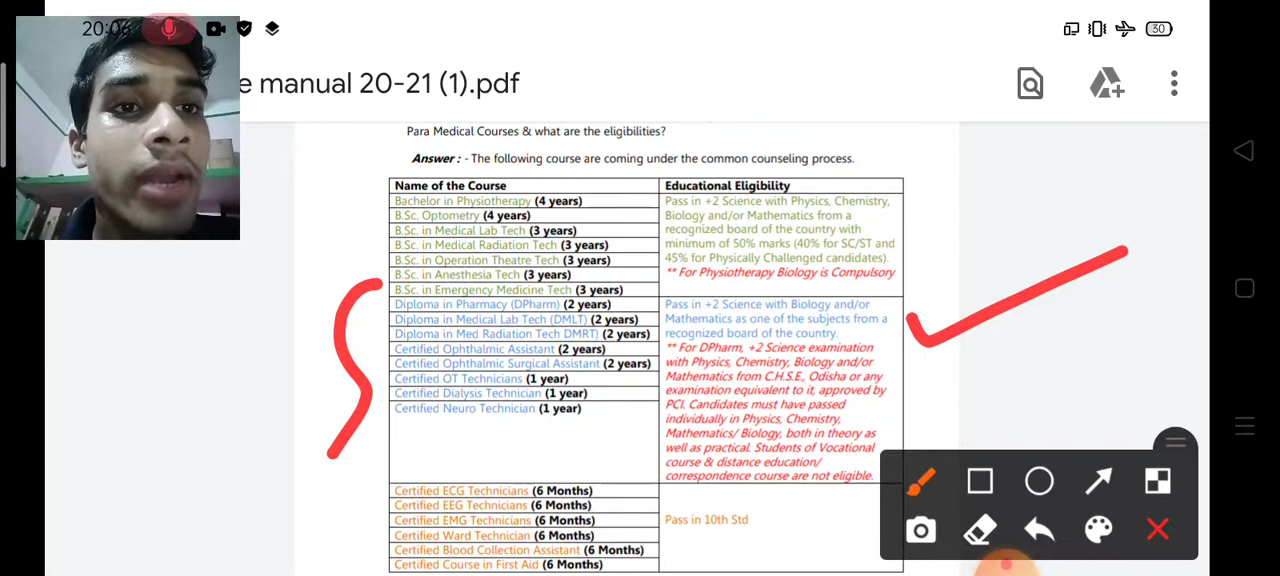 20:06
30
e manual 20-21 (1).pdf
Para Medical Courses & what are the eligibilities?
Answer : - The following course are coming under the common counseling process.
Name of the Course
Educational Eligibility
Bachelor in Physiotherapy (4 years)
B.Sc. Optometry (4 years)
B.Sc. in Medical Lab Tech (3 years)
B.Sc. in Medical Radiation Tech (3 years)
B.Sc. in Operation Theatre Tech (3 years)
B.Sc. in Anesthesia Tech (3 years)
B.Sc. in Emergency Medicine Tech (3 years)
Pass in +2 Science with Physics, Chemistry,
Biology and/or Mathematics from a
recognized board of the country with
minimum of 50% marks (40% for SC/ST and
45% for Physically Challenged candidates).
** For Physiotherapy Biology is Compulsory
Diploma in Pharmacy (DPharm) (2 years)
Diploma in Medical Lab Tech (DMLT) (2 years)
Diploma in Med Radiation Tech DMRT) (2 years)
Certified Ophthalmic Assistant (2 years)
Certified Ophthalmic Surgical Assistant (2 years)
Certified OT Technicians (1 year)
Certified Dialysis Technician (1 year)
Certified Neuro Technician (1 year)
Pass in +2 Science with Biology and/or
Mathematics as one of the subjects from a
recognized board of the country.
** For DPharm, +2 Science examination
with Physics, Chemistry, Biology and/or
Mathematics from C.H.S.E., Odisha or any
examination equivalent to it, approved by
PCI. Candidates must have passed
individually in Physics, Chemistry,
Mathematics/ Biology, both in theory as
well as practical. Students of Vocational
course & distance education/
correspondence course are not eligible.
Certified ECG Technicians (6 Months)
Certified EEG Technicians (6 Months)
Certified EMG Technicians (6 Months)
Certified Ward Technician (6 Months)
Certified Blood Collection Assistant (6 Months)
Certified Course in First Aid (6 Months)
Pass in 10th Std